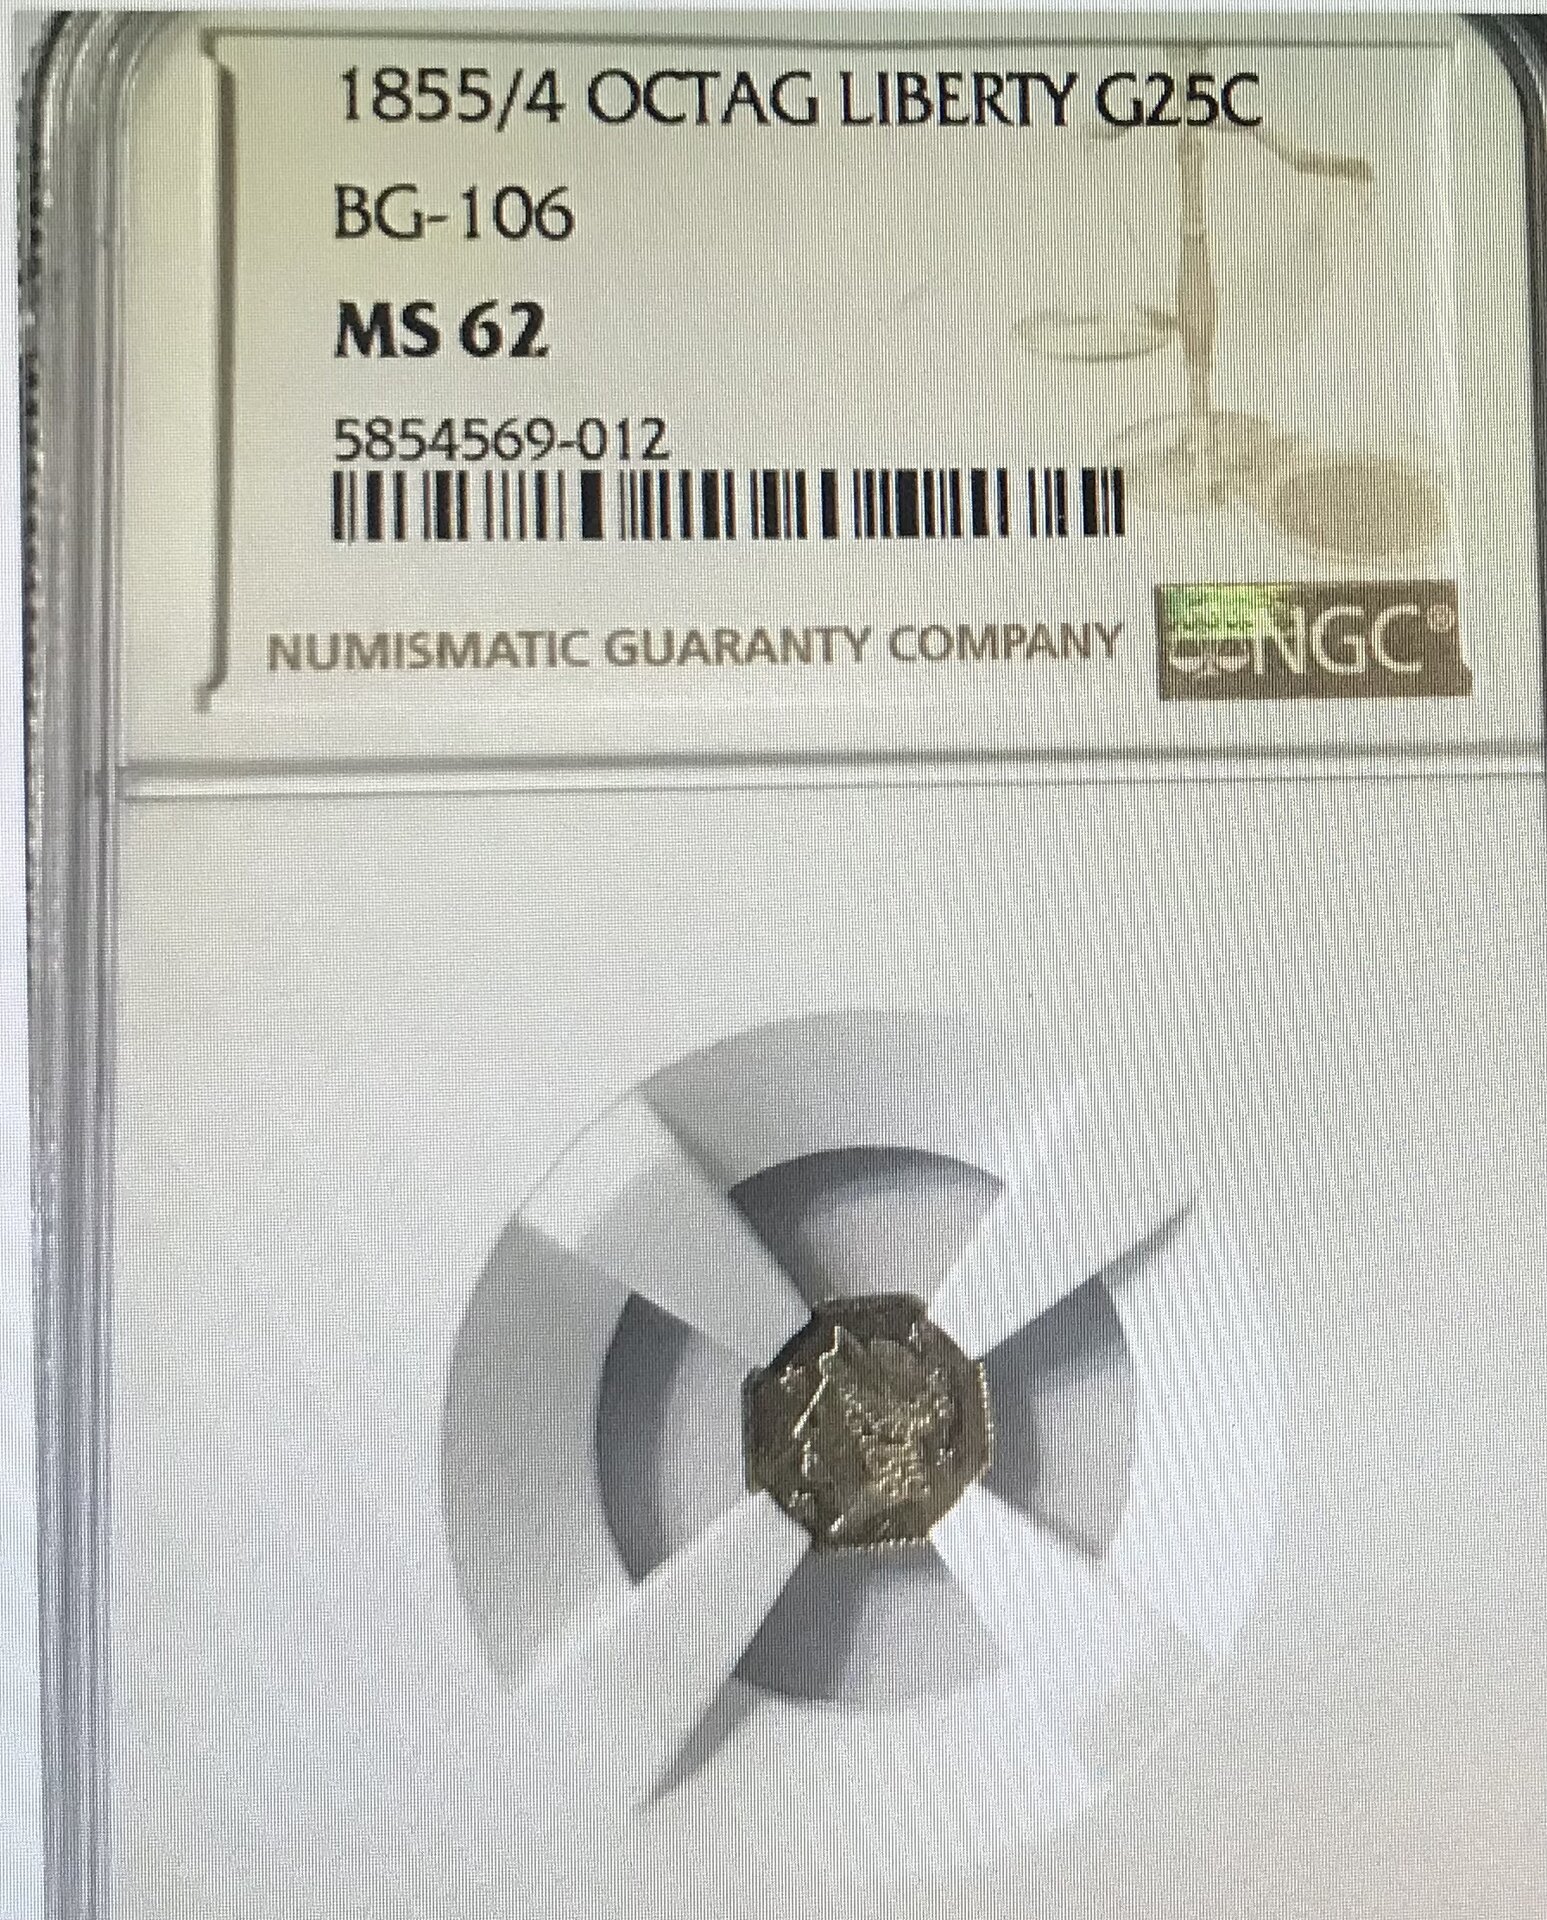 1855/4 OCTAG LIBERTY G25C
BG-106
MS 62
5854569-012
NUMISMATIC GUARANTY COMPANY NGC®